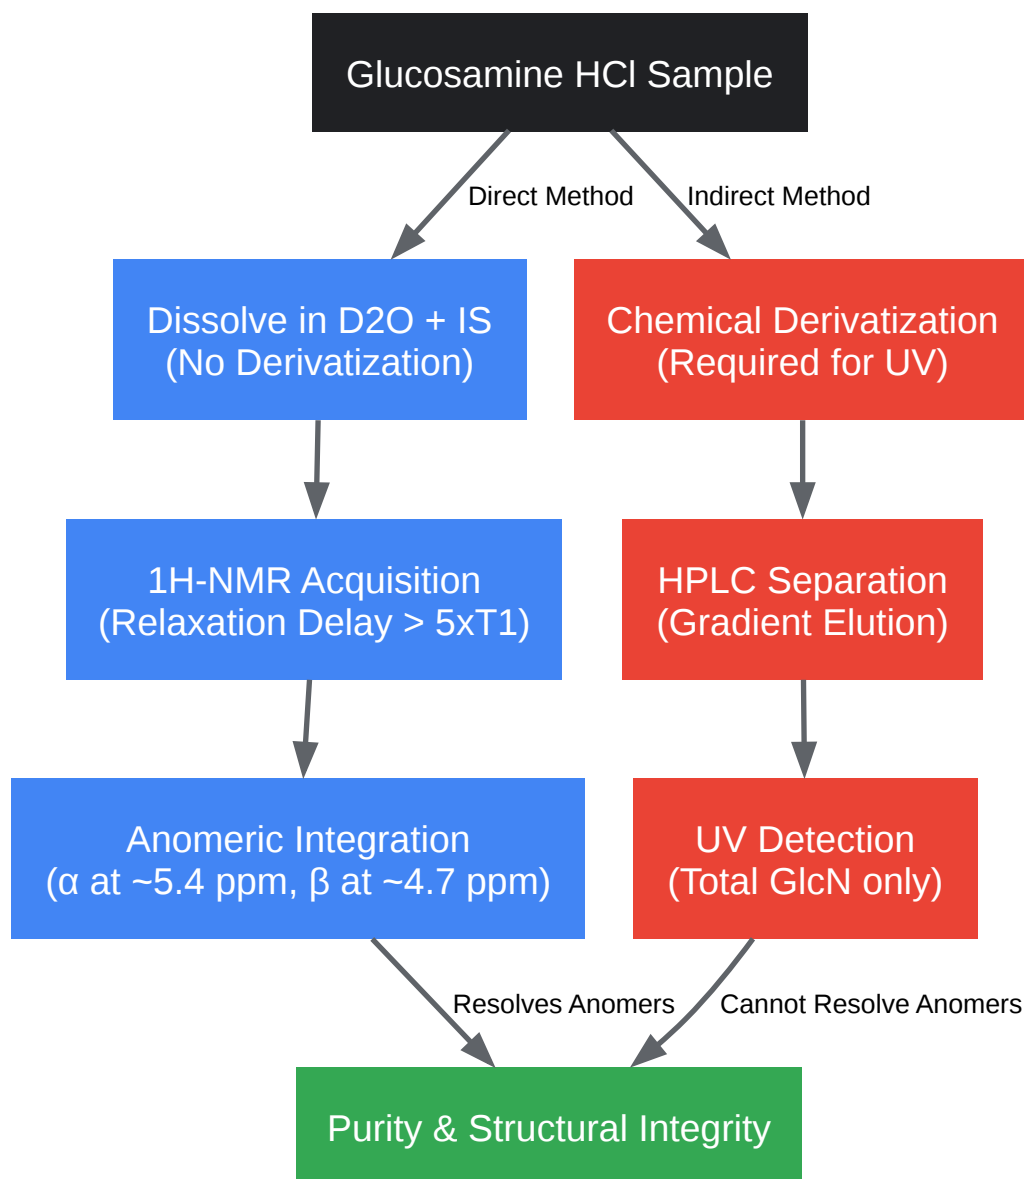 Glucosamine HCl Sample
Direct Method
Indirect Method
Dissolve in D2O + IS
(No Derivatization)
Chemical Derivatization
(Required for UV)
1H-NMR Acquisition
(Relaxation Delay > 5xT1)
HPLC Separation
(Gradient Elution)
Anomeric Integration
(α at ~5.4 ppm, β at ~4.7 ppm)
UV Detection
(Total GlcN only)
Resolves Anomers
Cannot Resolve Anomers
Purity & Structural Integrity